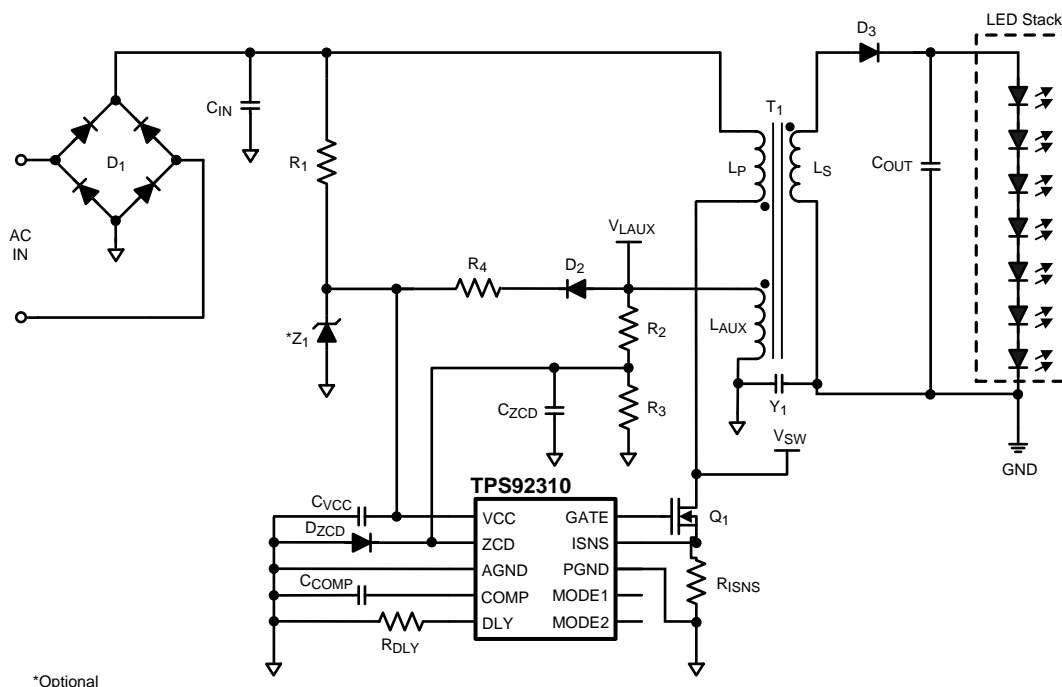 LED Stack
D3
T1
CIN
D1
R1
LP
LS
COUT
AC
IN
VLAUX
R4
D2
*Z1
R2
LAUX
CZCD
R3
Y1
VSW
GND
TPS92310
CVCC
VCC
GATE
Q1
DZCD
ZCD
ISNS
AGND
PGND
RISNS
CCOMP
COMP
MODE1
DLY
MODE2
RDLY
*Optional